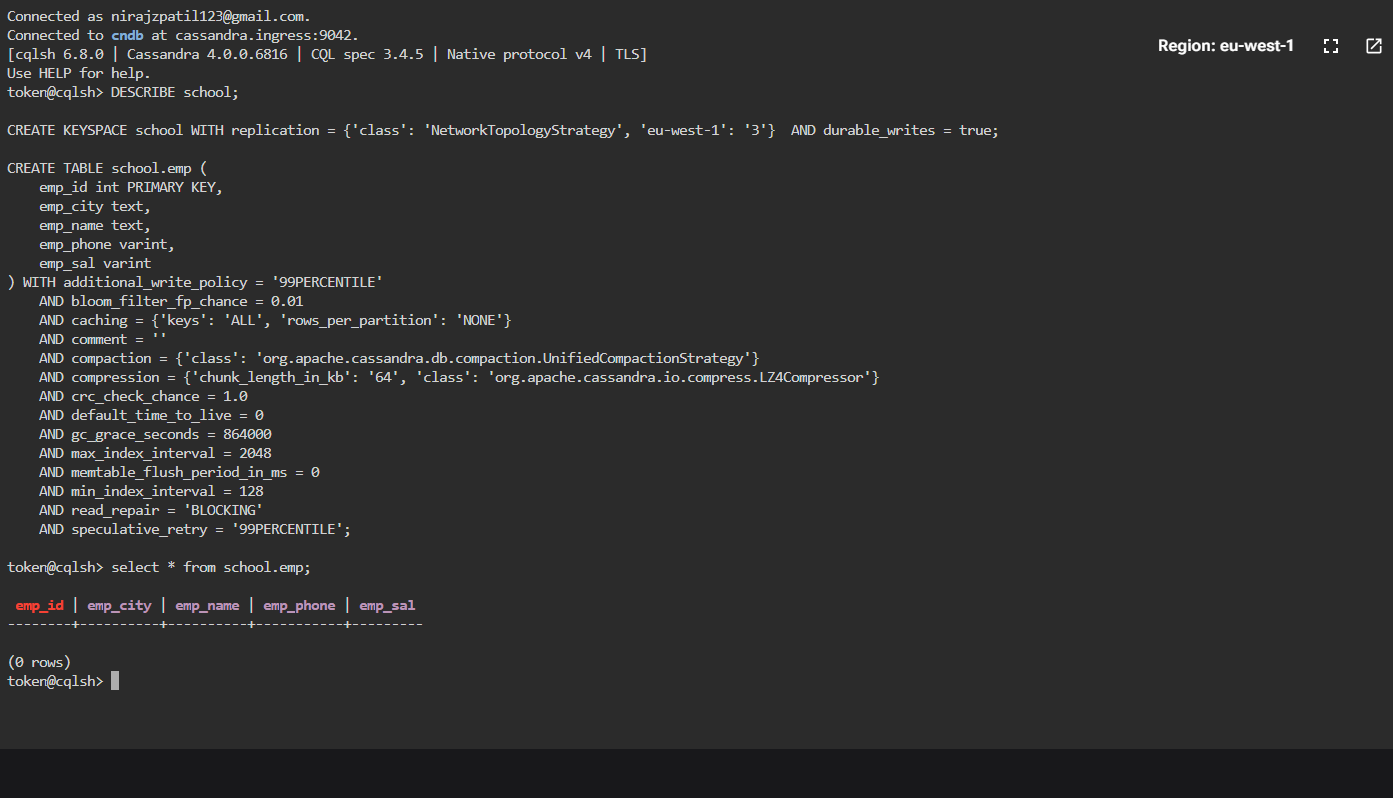 Connected as nirajzpatil123@gmail.com.
Connected to cndb at cassandra.ingress:9042.
[cqlsh 6.8.0 | Cassandra 4.0.0.6816 | CQL spec 3.4.5 | Native protocol v4 | TLS]
Region: eu-west-1
Use HELP for help.
token@cqlsh> DESCRIBE school;

CREATE KEYSPACE school WITH replication = {'class': 'NetworkTopologyStrategy', 'eu-west-1': '3'}  AND durable_writes = true;

CREATE TABLE school.emp (
    emp_id int PRIMARY KEY,
    emp_city text,
    emp_name text,
    emp_phone varint,
    emp_sal varint
) WITH additional_write_policy = '99PERCENTILE'
    AND bloom_filter_fp_chance = 0.01
    AND caching = {'keys': 'ALL', 'rows_per_partition': 'NONE'}
    AND comment = ''
    AND compaction = {'class': 'org.apache.cassandra.db.compaction.UnifiedCompactionStrategy'}
    AND compression = {'chunk_length_in_kb': '64', 'class': 'org.apache.cassandra.io.compress.LZ4Compressor'}
    AND crc_check_chance = 1.0
    AND default_time_to_live = 0
    AND gc_grace_seconds = 864000
    AND max_index_interval = 2048
    AND memtable_flush_period_in_ms = 0
    AND min_index_interval = 128
    AND read_repair = 'BLOCKING'
    AND speculative_retry = '99PERCENTILE';

token@cqlsh> select * from school.emp;

 emp_id | emp_city | emp_name | emp_phone | emp_sal
--------+----------+----------+-----------+---------

(0 rows)
token@cqlsh>